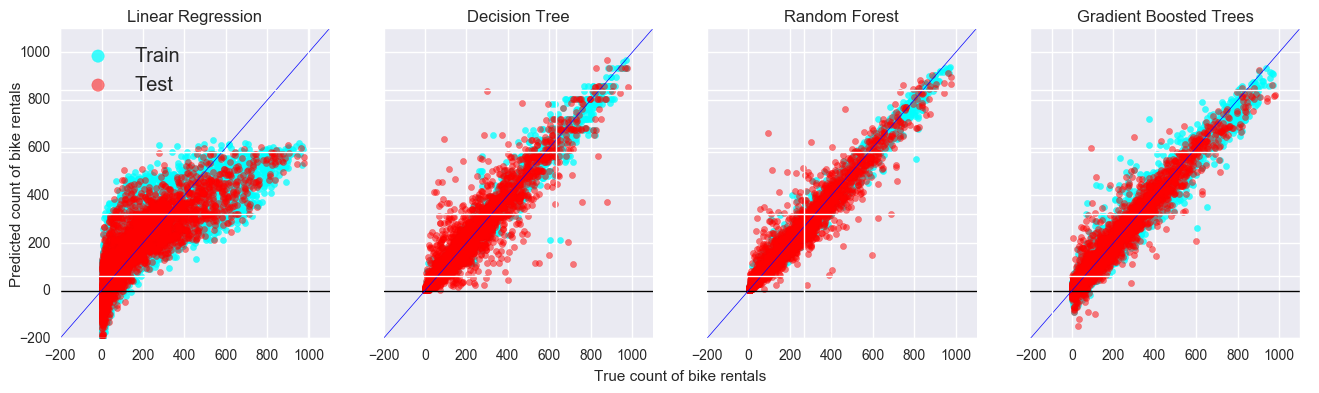 Linear Regression
Decision Tree
Random Forest
Gradient Boosted Trees
Train
Test
Predicted count of bike rentals
1000
800
600
400
200
0
−200
−200 0 200 400 600 800 1000
−200 0 200 400 600 800 1000
−200 0 200 400 600 800 1000
−200 0 200 400 600 800 1000
True count of bike rentals